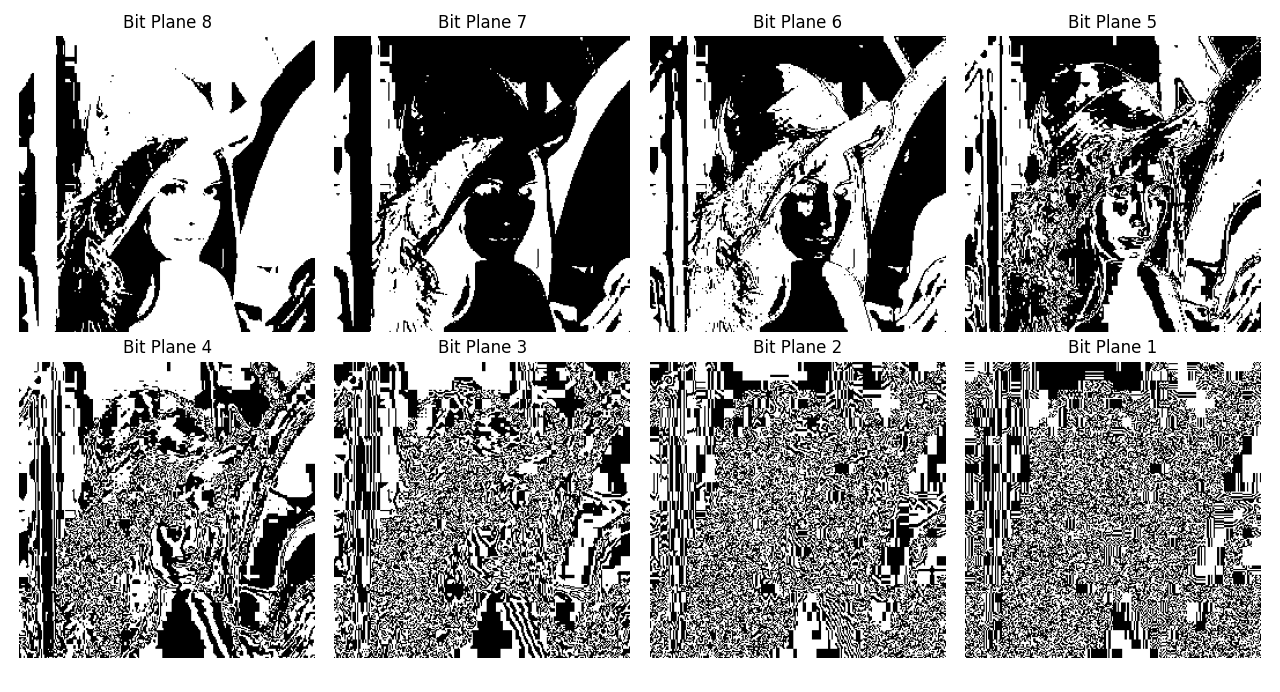 Bit Plane 8
Bit Plane 7
Bit Plane 6
Bit Plane 5
Bit Plane 4
Bit Plane 3
Bit Plane 2
Bit Plane 1